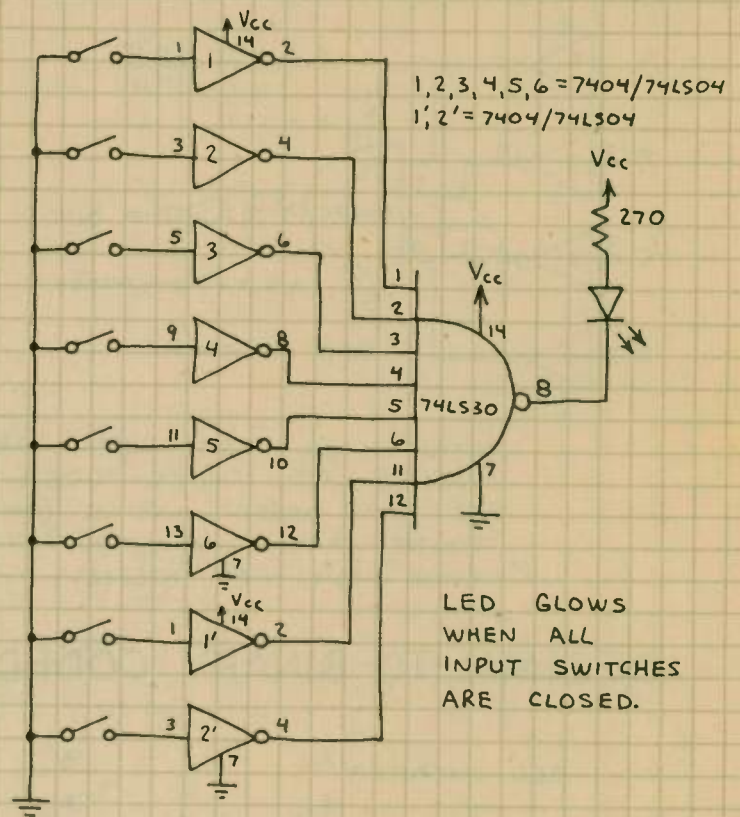 Vcc
14
1 1 2
1,2,3,4,5,6 = 7404/74LS04
1', 2' = 7404/74LS04
3 2 4
Vcc
270
5 3 6
1
Vcc
2
14
9 4 8
3
4
5 74LS30 8
11 5 10
6
11
7
12
13 6 12
7
LED GLOWS
WHEN ALL
INPUT SWITCHES
ARE CLOSED.
Vcc
14
1 1' 2
3 2' 4
7